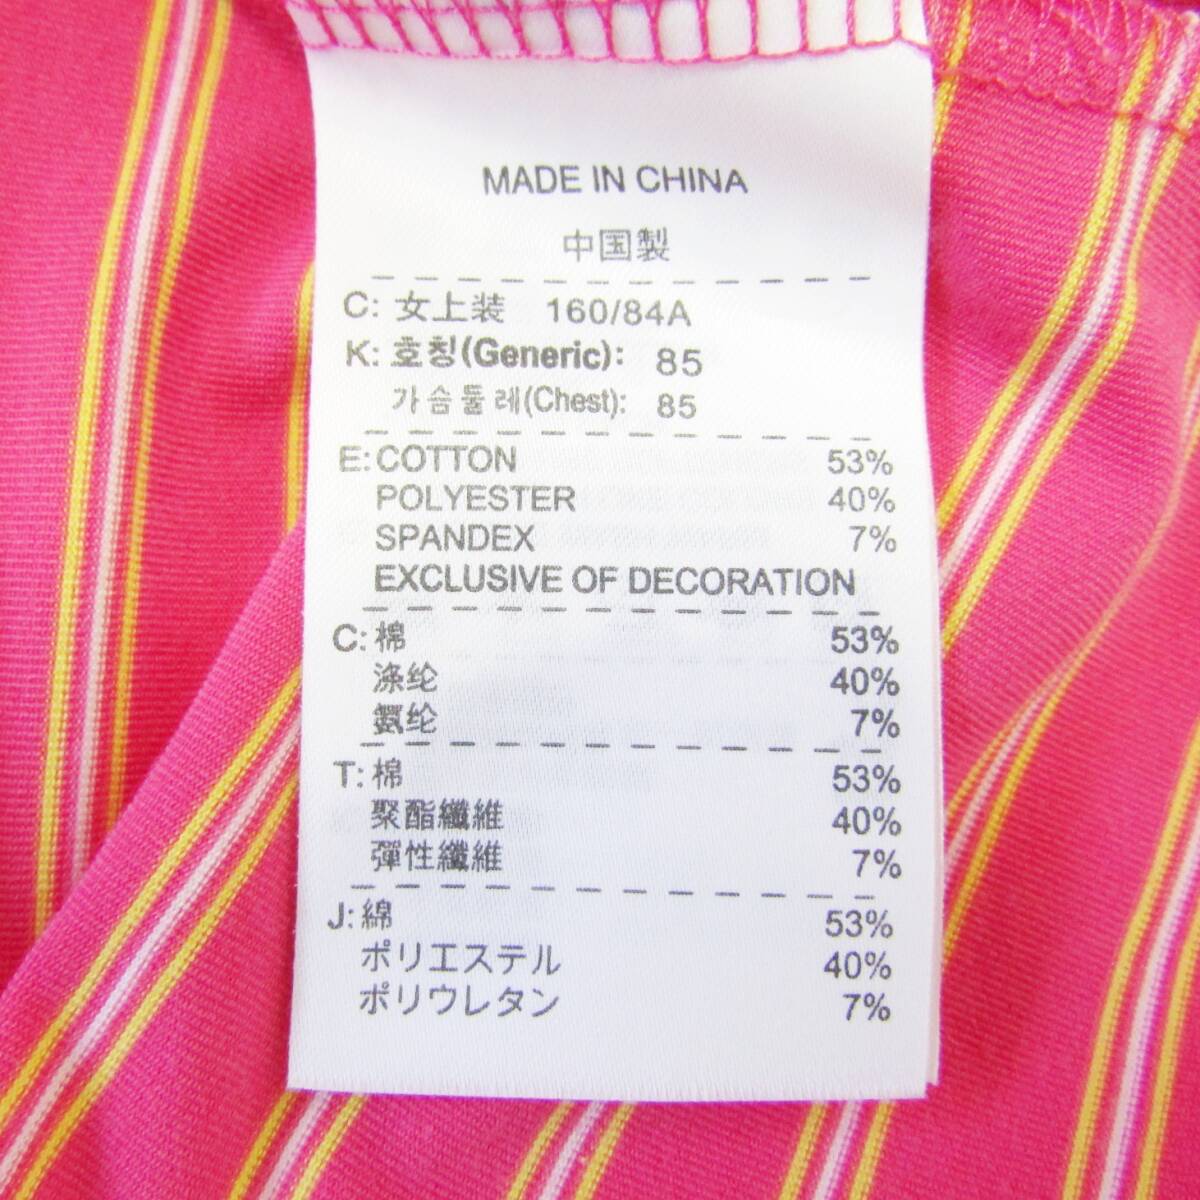 MADE IN CHINA
中国製
C: 女上装 160/84A
K: 호칭(Generic): 85
가슴둘레(Chest): 85
E: COTTON 53%
POLYESTER 40%
SPANDEX 7%
EXCLUSIVE OF DECORATION
C: 棉 53%
涤纶 40%
氨纶 7%
T: 棉 53%
聚酯纖維 40%
彈性纖維 7%
J: 綿 53%
ポリエステル 40%
ポリウレタン 7%